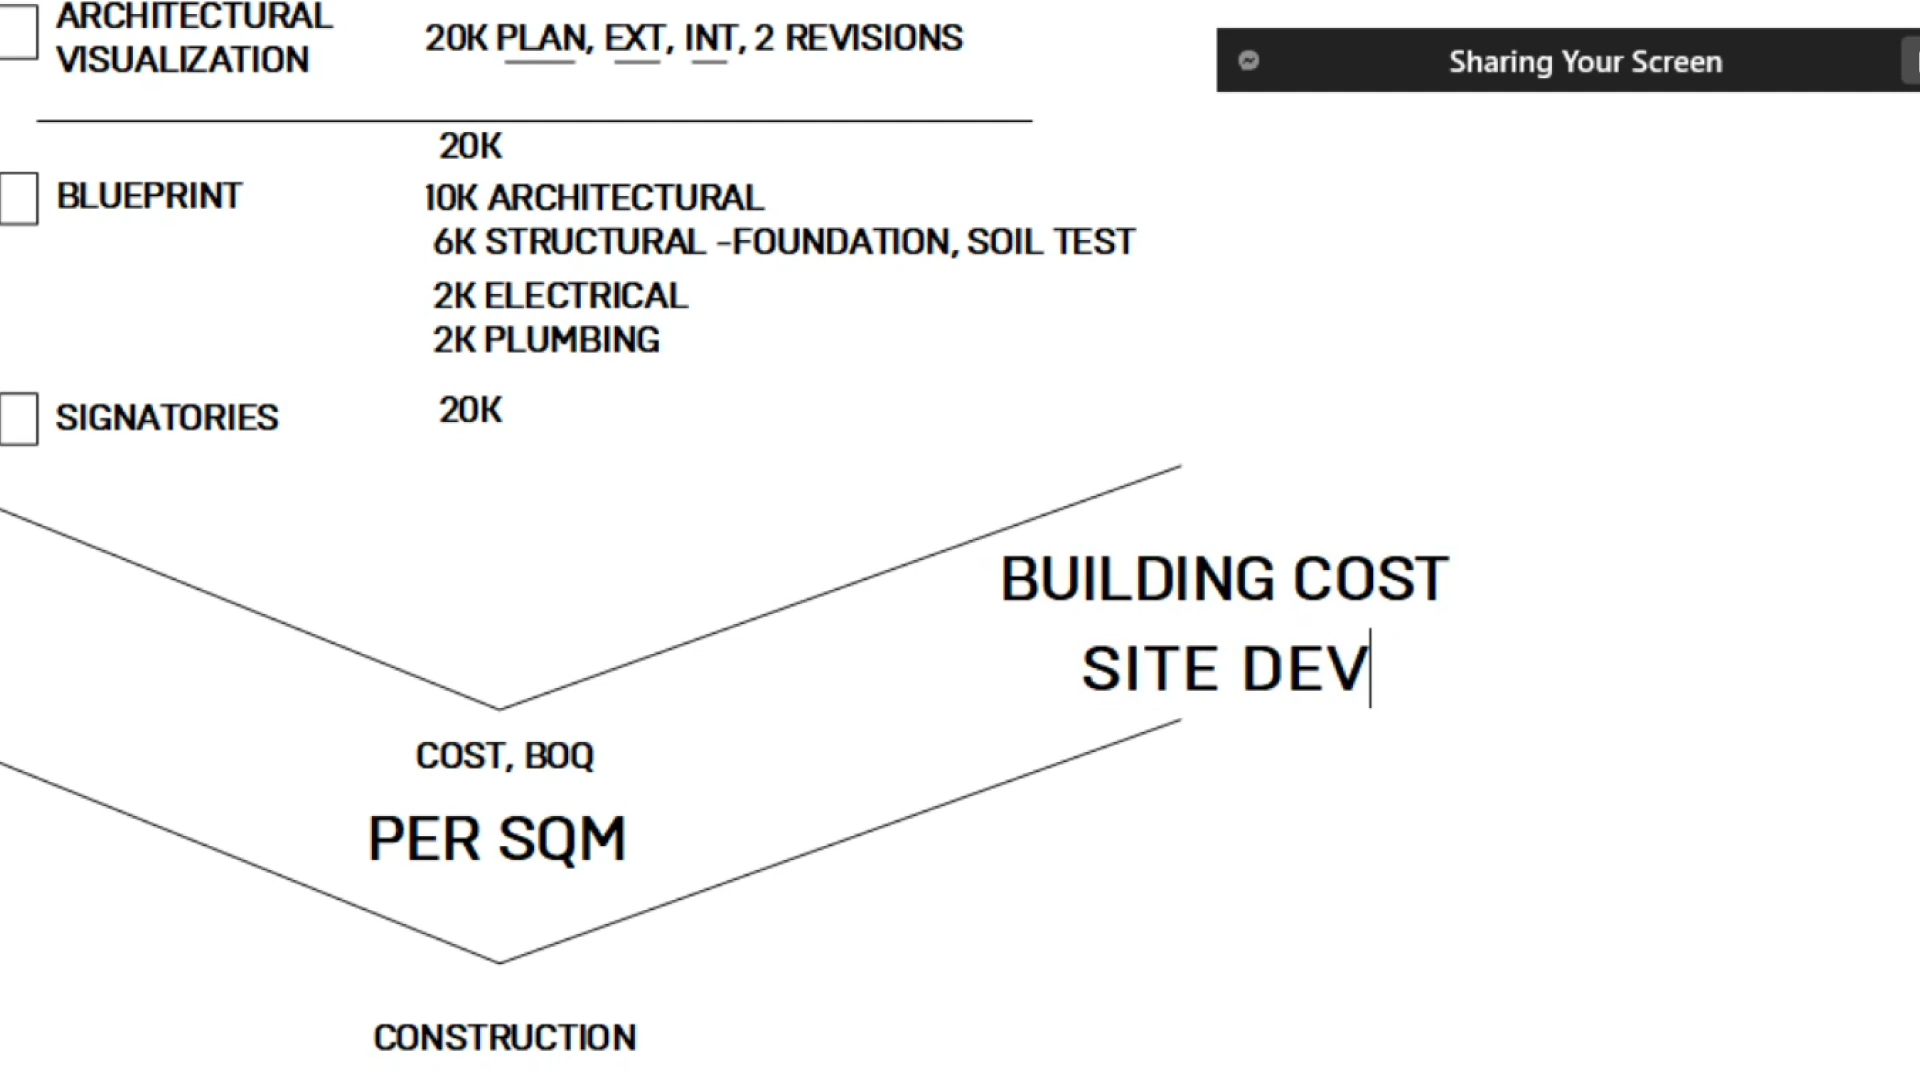 ARCHITECTURAL
VISUALIZATION
20K PLAN, EXT, INT, 2 REVISIONS
Sharing Your Screen
20K
BLUEPRINT
10K ARCHITECTURAL
6K STRUCTURAL -FOUNDATION, SOIL TEST
2K ELECTRICAL
2K PLUMBING
SIGNATORIES
20K
BUILDING COST
SITE DEV
COST, BOQ
PER SQM
CONSTRUCTION